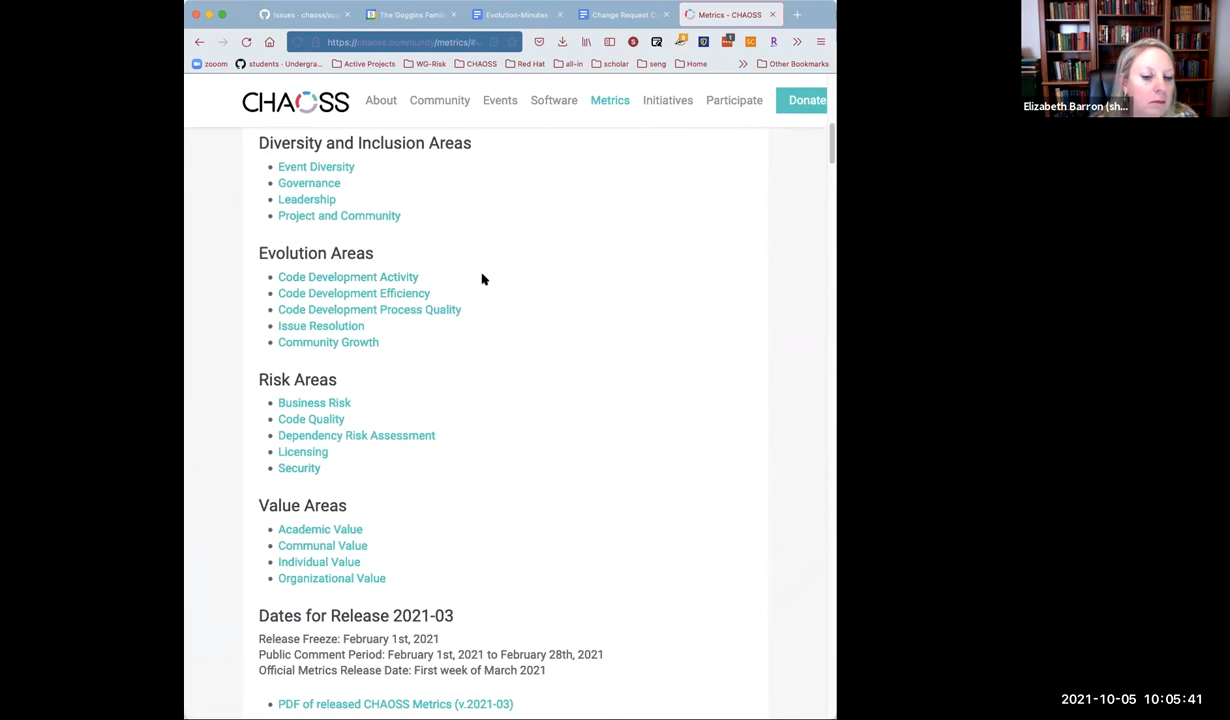 Issues · chaoss/aug
The Goggins Famil
Evolution-Minutes
Change Request C
Metrics – CHAOSS
https://chaoss.community/metrics/#
zooom
students · Undergra...
Active Projects
WG-Risk
CHAOSS
Red Hat
all-in
scholar
seng
Home
Other Bookmarks
CHAOSS
About
Community
Events
Software
Metrics
Initiatives
Participate
Donate
Diversity and Inclusion Areas
Event Diversity
Governance
Leadership
Project and Community
Evolution Areas
Code Development Activity
Code Development Efficiency
Code Development Process Quality
Issue Resolution
Community Growth
Risk Areas
Business Risk
Code Quality
Dependency Risk Assessment
Licensing
Security
Value Areas
Academic Value
Communal Value
Individual Value
Organizational Value
Dates for Release 2021-03
Release Freeze: February 1st, 2021
Public Comment Period: February 1st, 2021 to February 28th, 2021
Official Metrics Release Date: First week of March 2021
PDF of released CHAOSS Metrics (v.2021-03)
Elizabeth Barron (sh...
2021-10-05 10:05:41